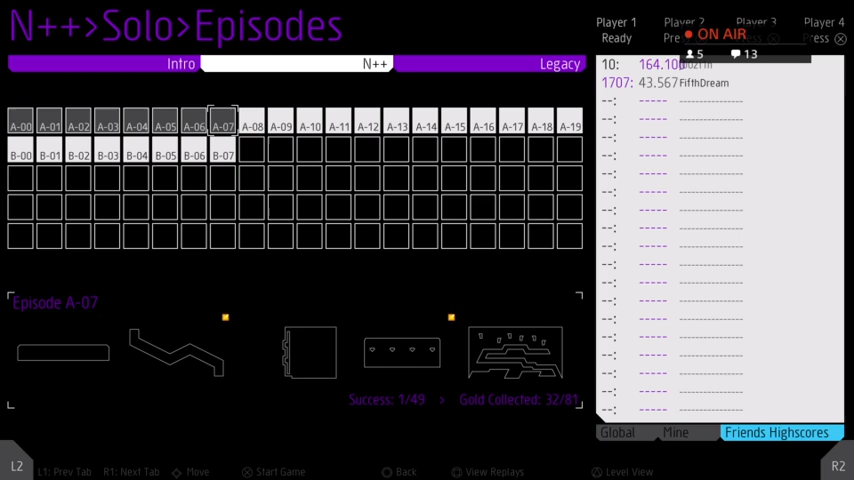 N++>Solo>Episodes
Player 1 Player 2 Player 3 Player 4
Ready Press Press
ON AIR
5 13
Intro N++ Legacy
10: 164.100
1707: 43.567 FifthDream
A-00 A-01 A-02 A-03 A-04 A-05 A-06 A-07 A-08 A-09 A-10 A-11 A-12 A-13 A-14 A-15 A-16 A-17 A-18 A-19
B-00 B-01 B-02 B-03 B-04 B-05 B-06 B-07
Episode A-07
Success: 1/49 > Gold Collected: 32/81
Global Mine Friends Highscores
L2 L1: Prev Tab R1: Next Tab Move Start Game Back View Replays Level View R2